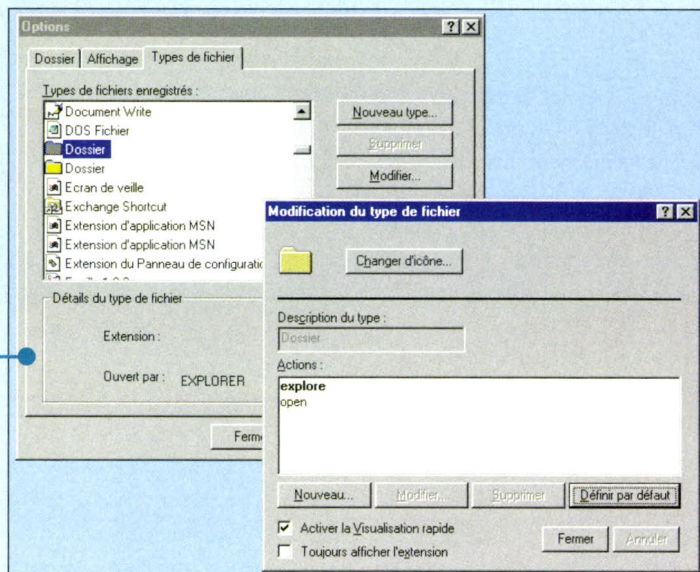 Options
Dossier Affichage Types de fichier
Types de fichiers enregistrés :
Document Write
DOS Fichier
Dossier
Dossier
Ecran de veille
Exchange Shortcut
Extension d'application MSN
Extension d'application MSN
Extension du Panneau de configuratio
Nouveau type...
Supprimer
Modifier...
Détails du type de fichier
Extension :
Ouvert par : EXPLORER
Ferme
Modification du type de fichier
Changer d'icône...
Description du type :
Dossier
Actions :
explore
open
Nouveau... Modifier... Supprimer Définir par défaut
Activer la Visualisation rapide
Toujours afficher l'extension
Fermer Annuler